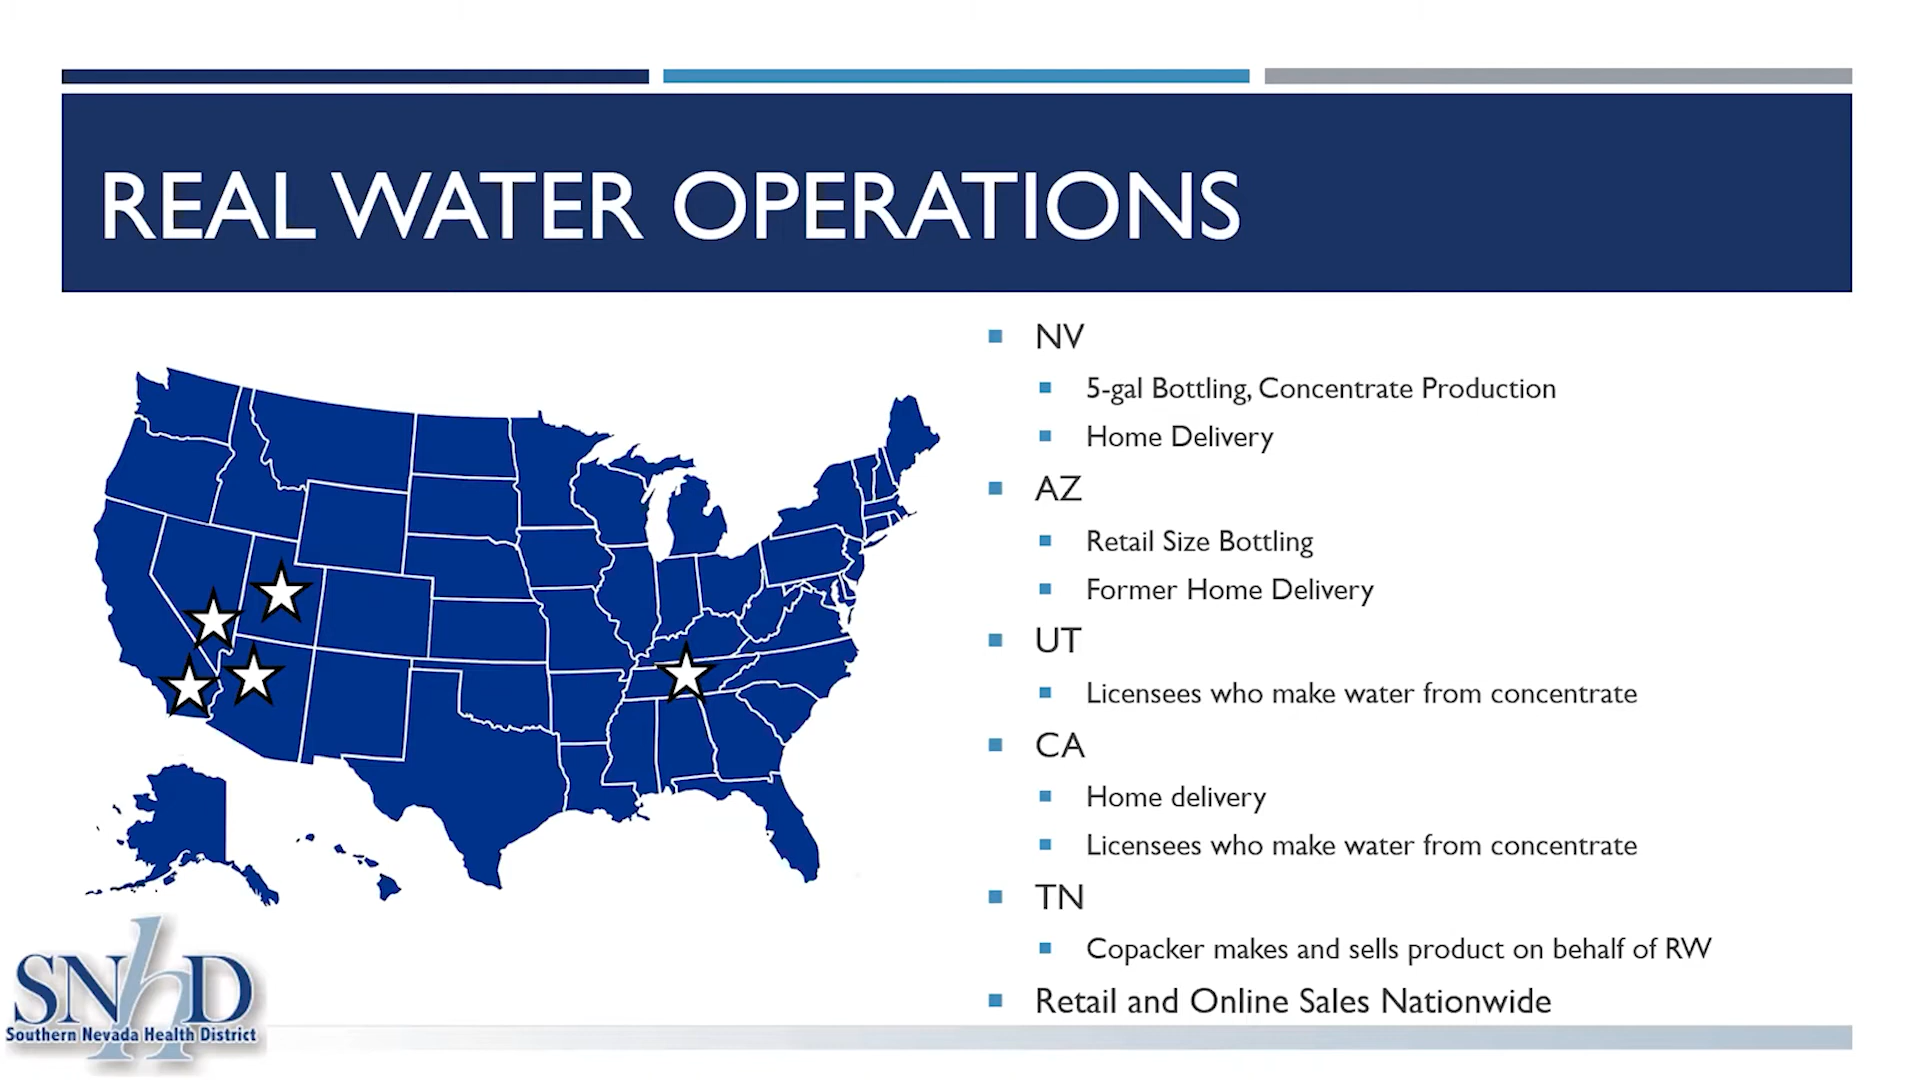 REAL WATER OPERATIONS
NV
5-gal Bottling, Concentrate Production
Home Delivery
AZ
Retail Size Bottling
Former Home Delivery
UT
Licensees who make water from concentrate
CA
Home delivery
Licensees who make water from concentrate
TN
Copacker makes and sells product on behalf of RW
Retail and Online Sales Nationwide
SNhD
Southern Nevada Health District